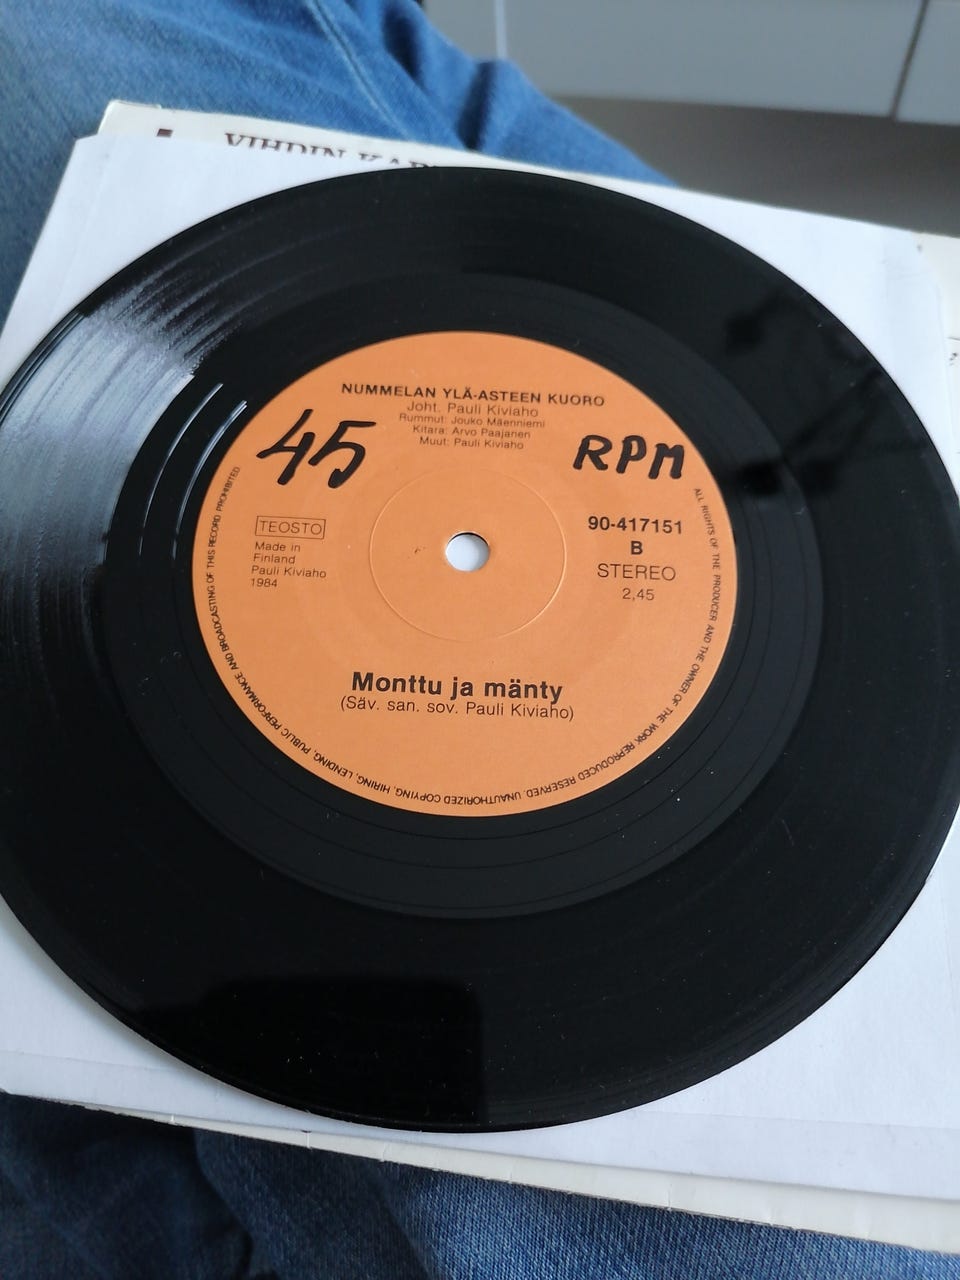 VIHDIN
NUMMELAN YLÄ-ASTEEN KUORO
Joht. Pauli Kiviaho
Rummut: Jouko Mäenniemi
Kitara: Arvo Paajanen
Muut: Pauli Kiviaho
45 RPM
TEOSTO
Made in
Finland
Pauli Kiviaho
1984
90-417151
B
STEREO
2,45
Monttu ja mänty
(Säv. san. sov. Pauli Kiviaho)
ALL RIGHTS OF THE PRODUCER AND THE OWNER OF THE WORK REPRODUCED RESERVED. UNAUTHORIZED COPYING, HIRING, LENDING, PUBLIC PERFORMANCE AND BROADCASTING OF THIS RECORD PROHIBITED